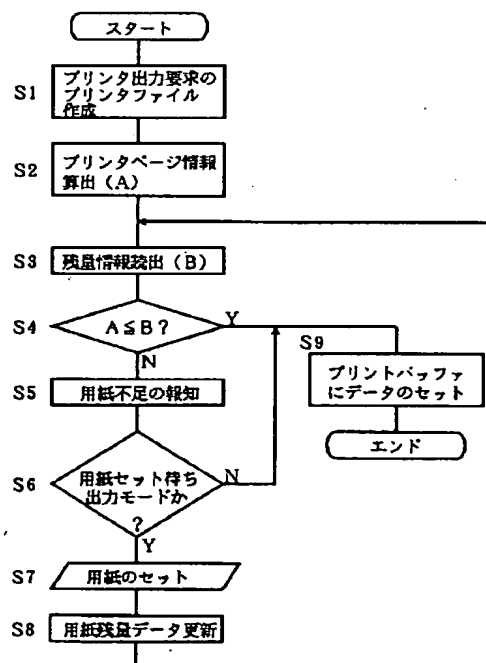 スタート
S1
プリンタ出力要求の
プリンタファイル
作成
S2
プリンタページ情報
算出(A)
S3
残量情報読出(B)
S4
A≦B?
Y
N
S5
用紙不足の報知
S6
用紙セット待ち
出力モードか
?
N
Y
S7
用紙のセット
S8
用紙残量データ更新
S9
プリントバッファ
にデータのセット
エンド